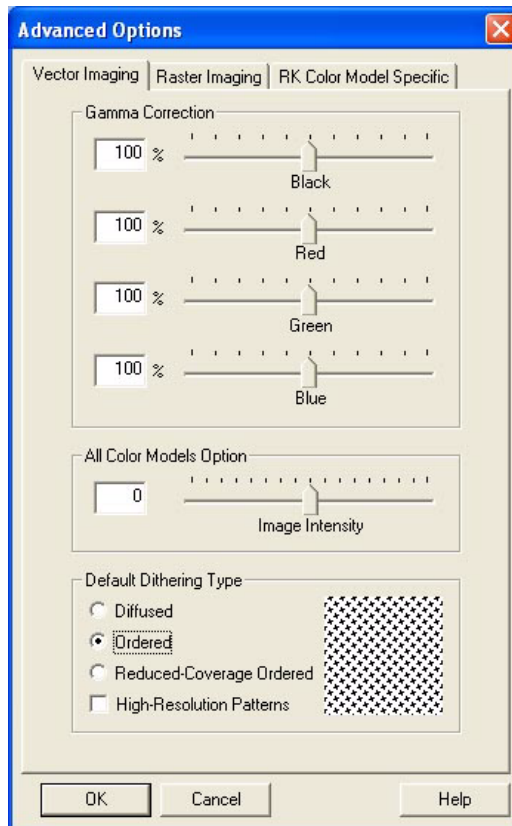 Advanced Options
Vector Imaging Raster Imaging RK Color Model Specific
Gamma Correction
100 %
Black
100 %
Red
100 %
Green
100 %
Blue
All Color Models Option
0
Image Intensity
Default Dithering Type
Diffused
Ordered
Reduced-Coverage Ordered
High-Resolution Patterns
OK Cancel Help